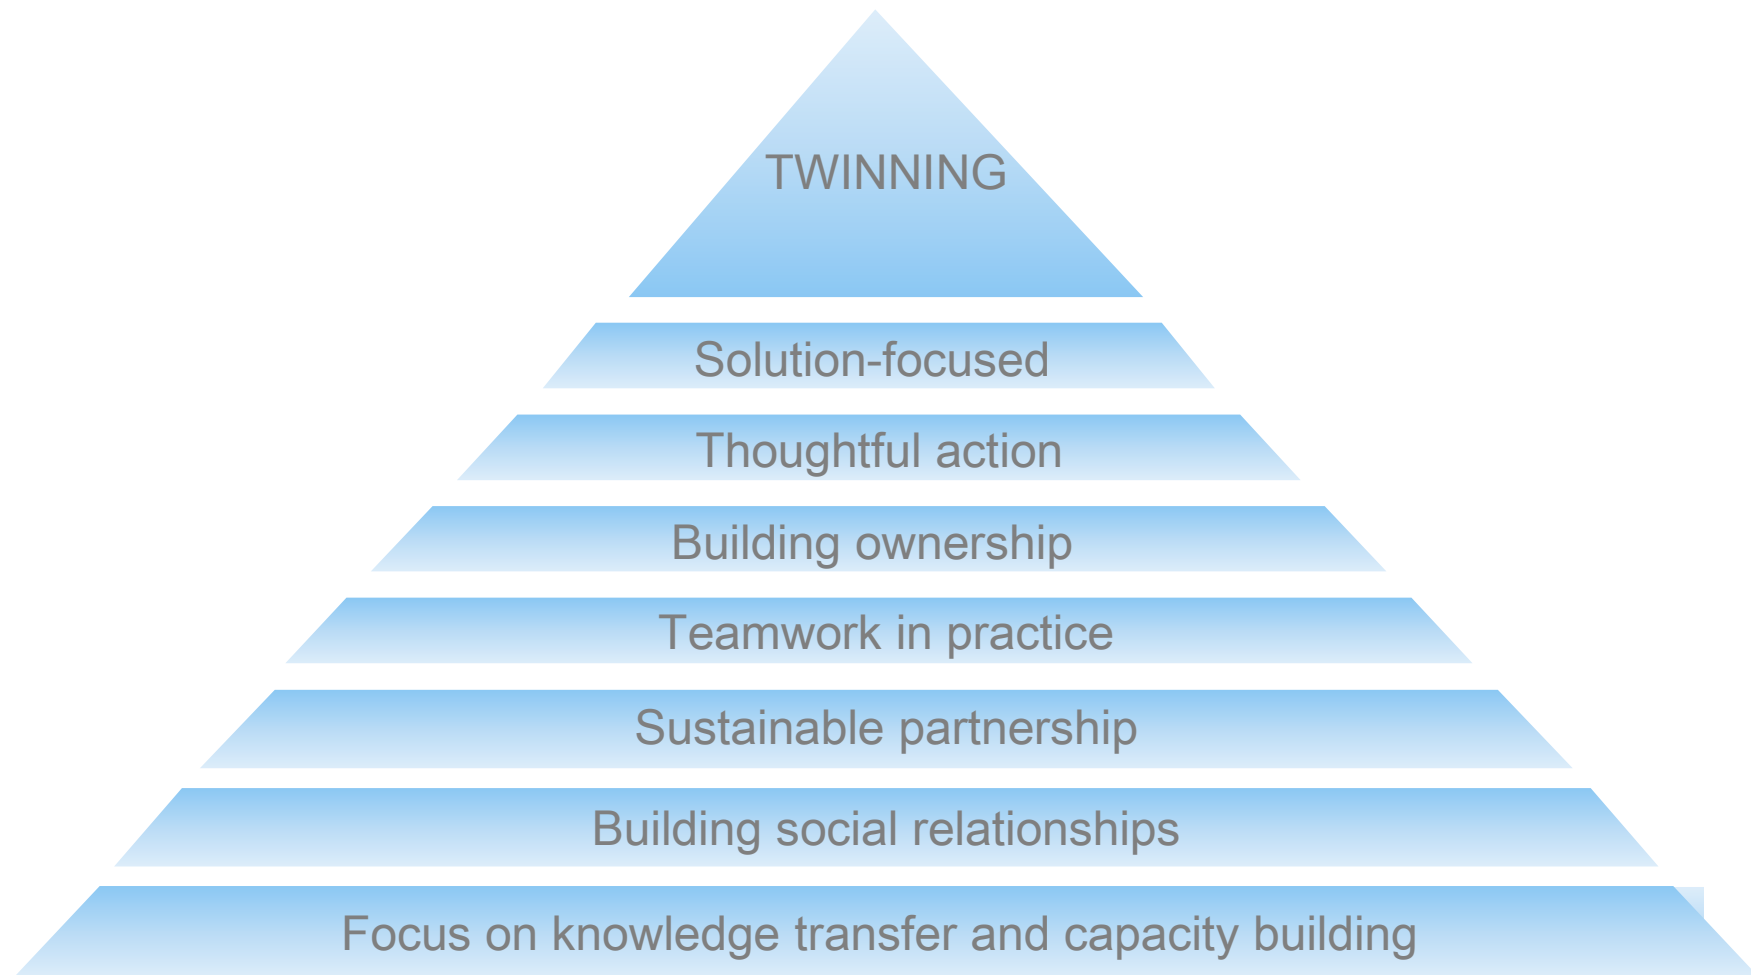 TWINNING
Solution-focused
Thoughtful action
Building ownership
Teamwork in practice
Sustainable partnership
Building social relationships
Focus on knowledge transfer and capacity building